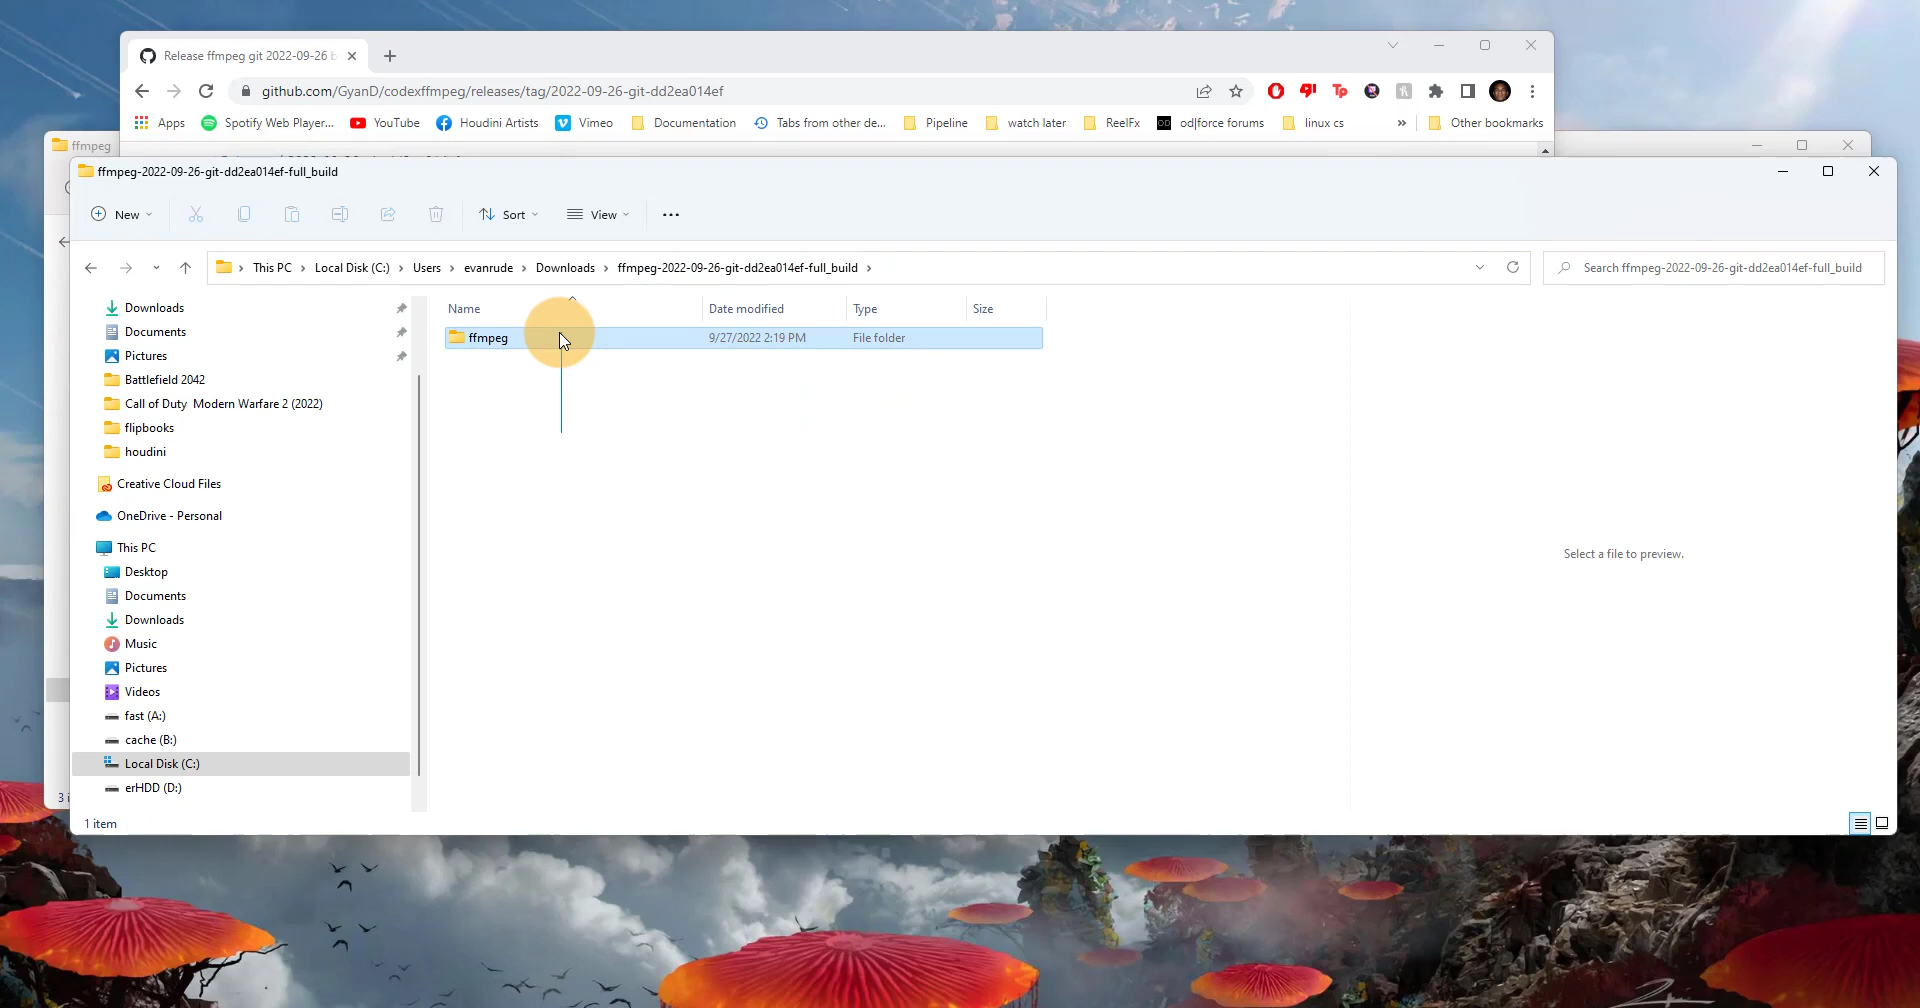 Release ffmpeg git 2022-09-26 b
github.com/GyanD/codexffmpeg/releases/tag/2022-09-26-git-dd2ea014ef
Apps Spotify Web Player... YouTube Houdini Artists Vimeo Documentation Tabs from other de... Pipeline watch later ReelFx od|force forums linux cs » Other bookmarks
ffmpeg
ffmpeg-2022-09-26-git-dd2ea014ef-full_build
New Sort View
This PC Local Disk (C:) Users evanrude Downloads ffmpeg-2022-09-26-git-dd2ea014ef-full_build
Search ffmpeg-2022-09-26-git-dd2ea014ef-full_build
Downloads
Documents
Pictures
Battlefield 2042
Call of Duty Modern Warfare 2 (2022)
flipbooks
houdini
Creative Cloud Files
OneDrive - Personal
This PC
Desktop
Documents
Downloads
Music
Pictures
Videos
fast (A:)
cache (B:)
Local Disk (C:)
erHDD (D:)
Name Date modified Type Size
ffmpeg 9/27/2022 2:19 PM File folder
Select a file to preview.
3 i
1 item